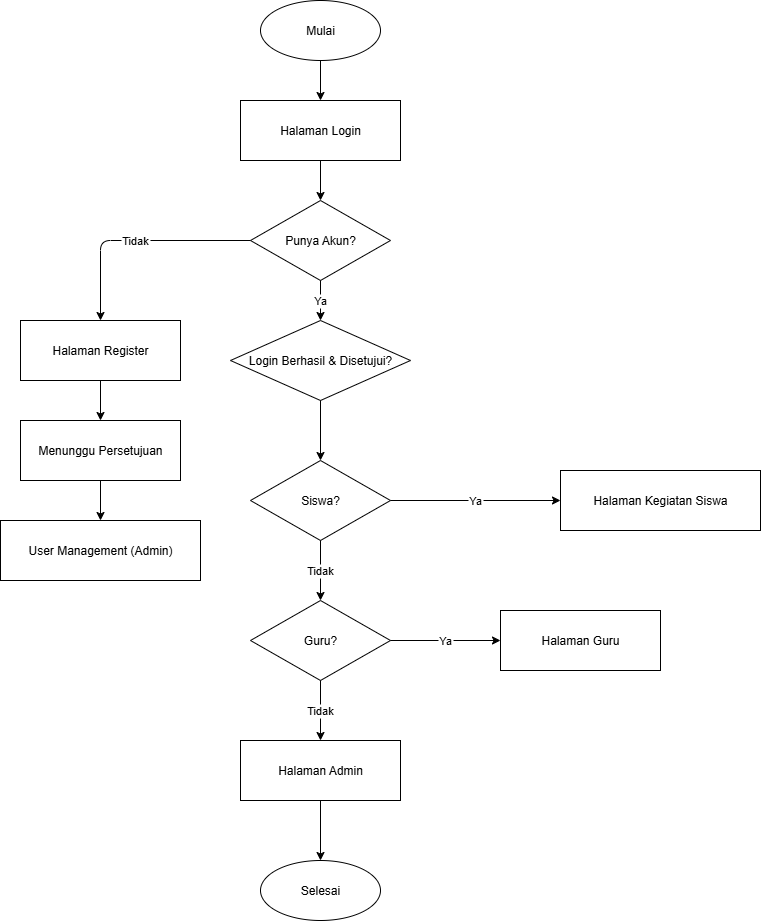 Mulai
Halaman Login
Punya Akun?
Tidak
Ya
Halaman Register
Login Berhasil & Disetujui?
Menunggu Persetujuan
Siswa?
Ya
Halaman Kegiatan Siswa
User Management (Admin)
Tidak
Guru?
Ya
Halaman Guru
Tidak
Halaman Admin
Selesai